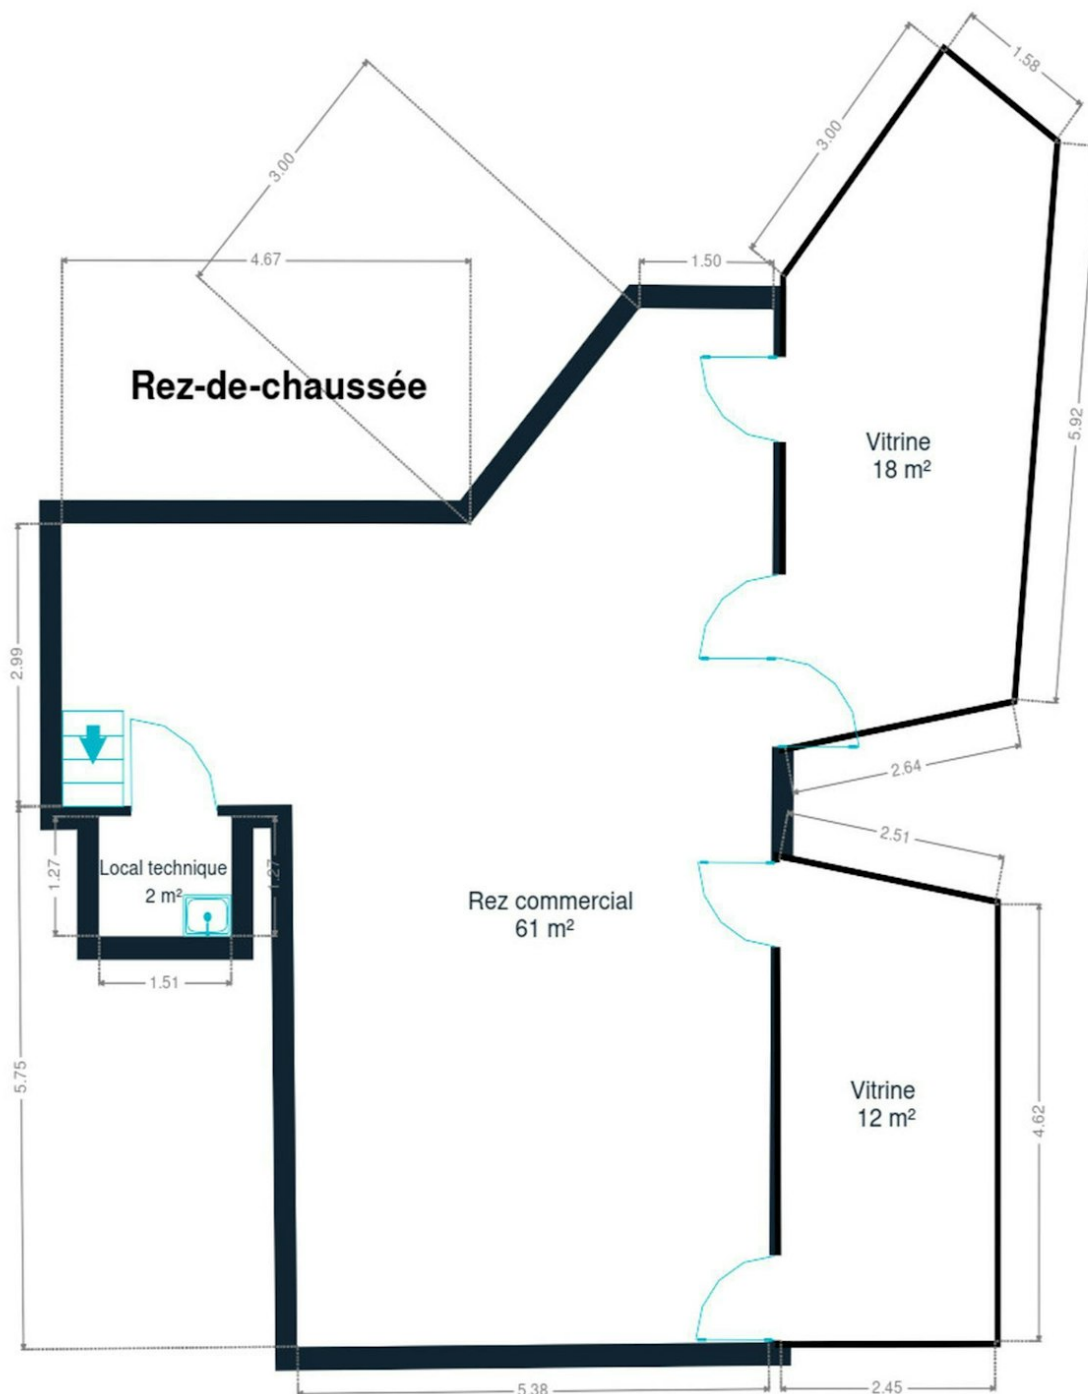 1.58
3.00
3.00
4.67
1.50
Rez-de-chaussée
5.92
Vitrine
18 m²
2.99
2.64
2.51
1.27
Local technique
2 m²
1.27
Rez commercial
61 m²
1.51
5.75
Vitrine
12 m²
4.62
5.38
2.45